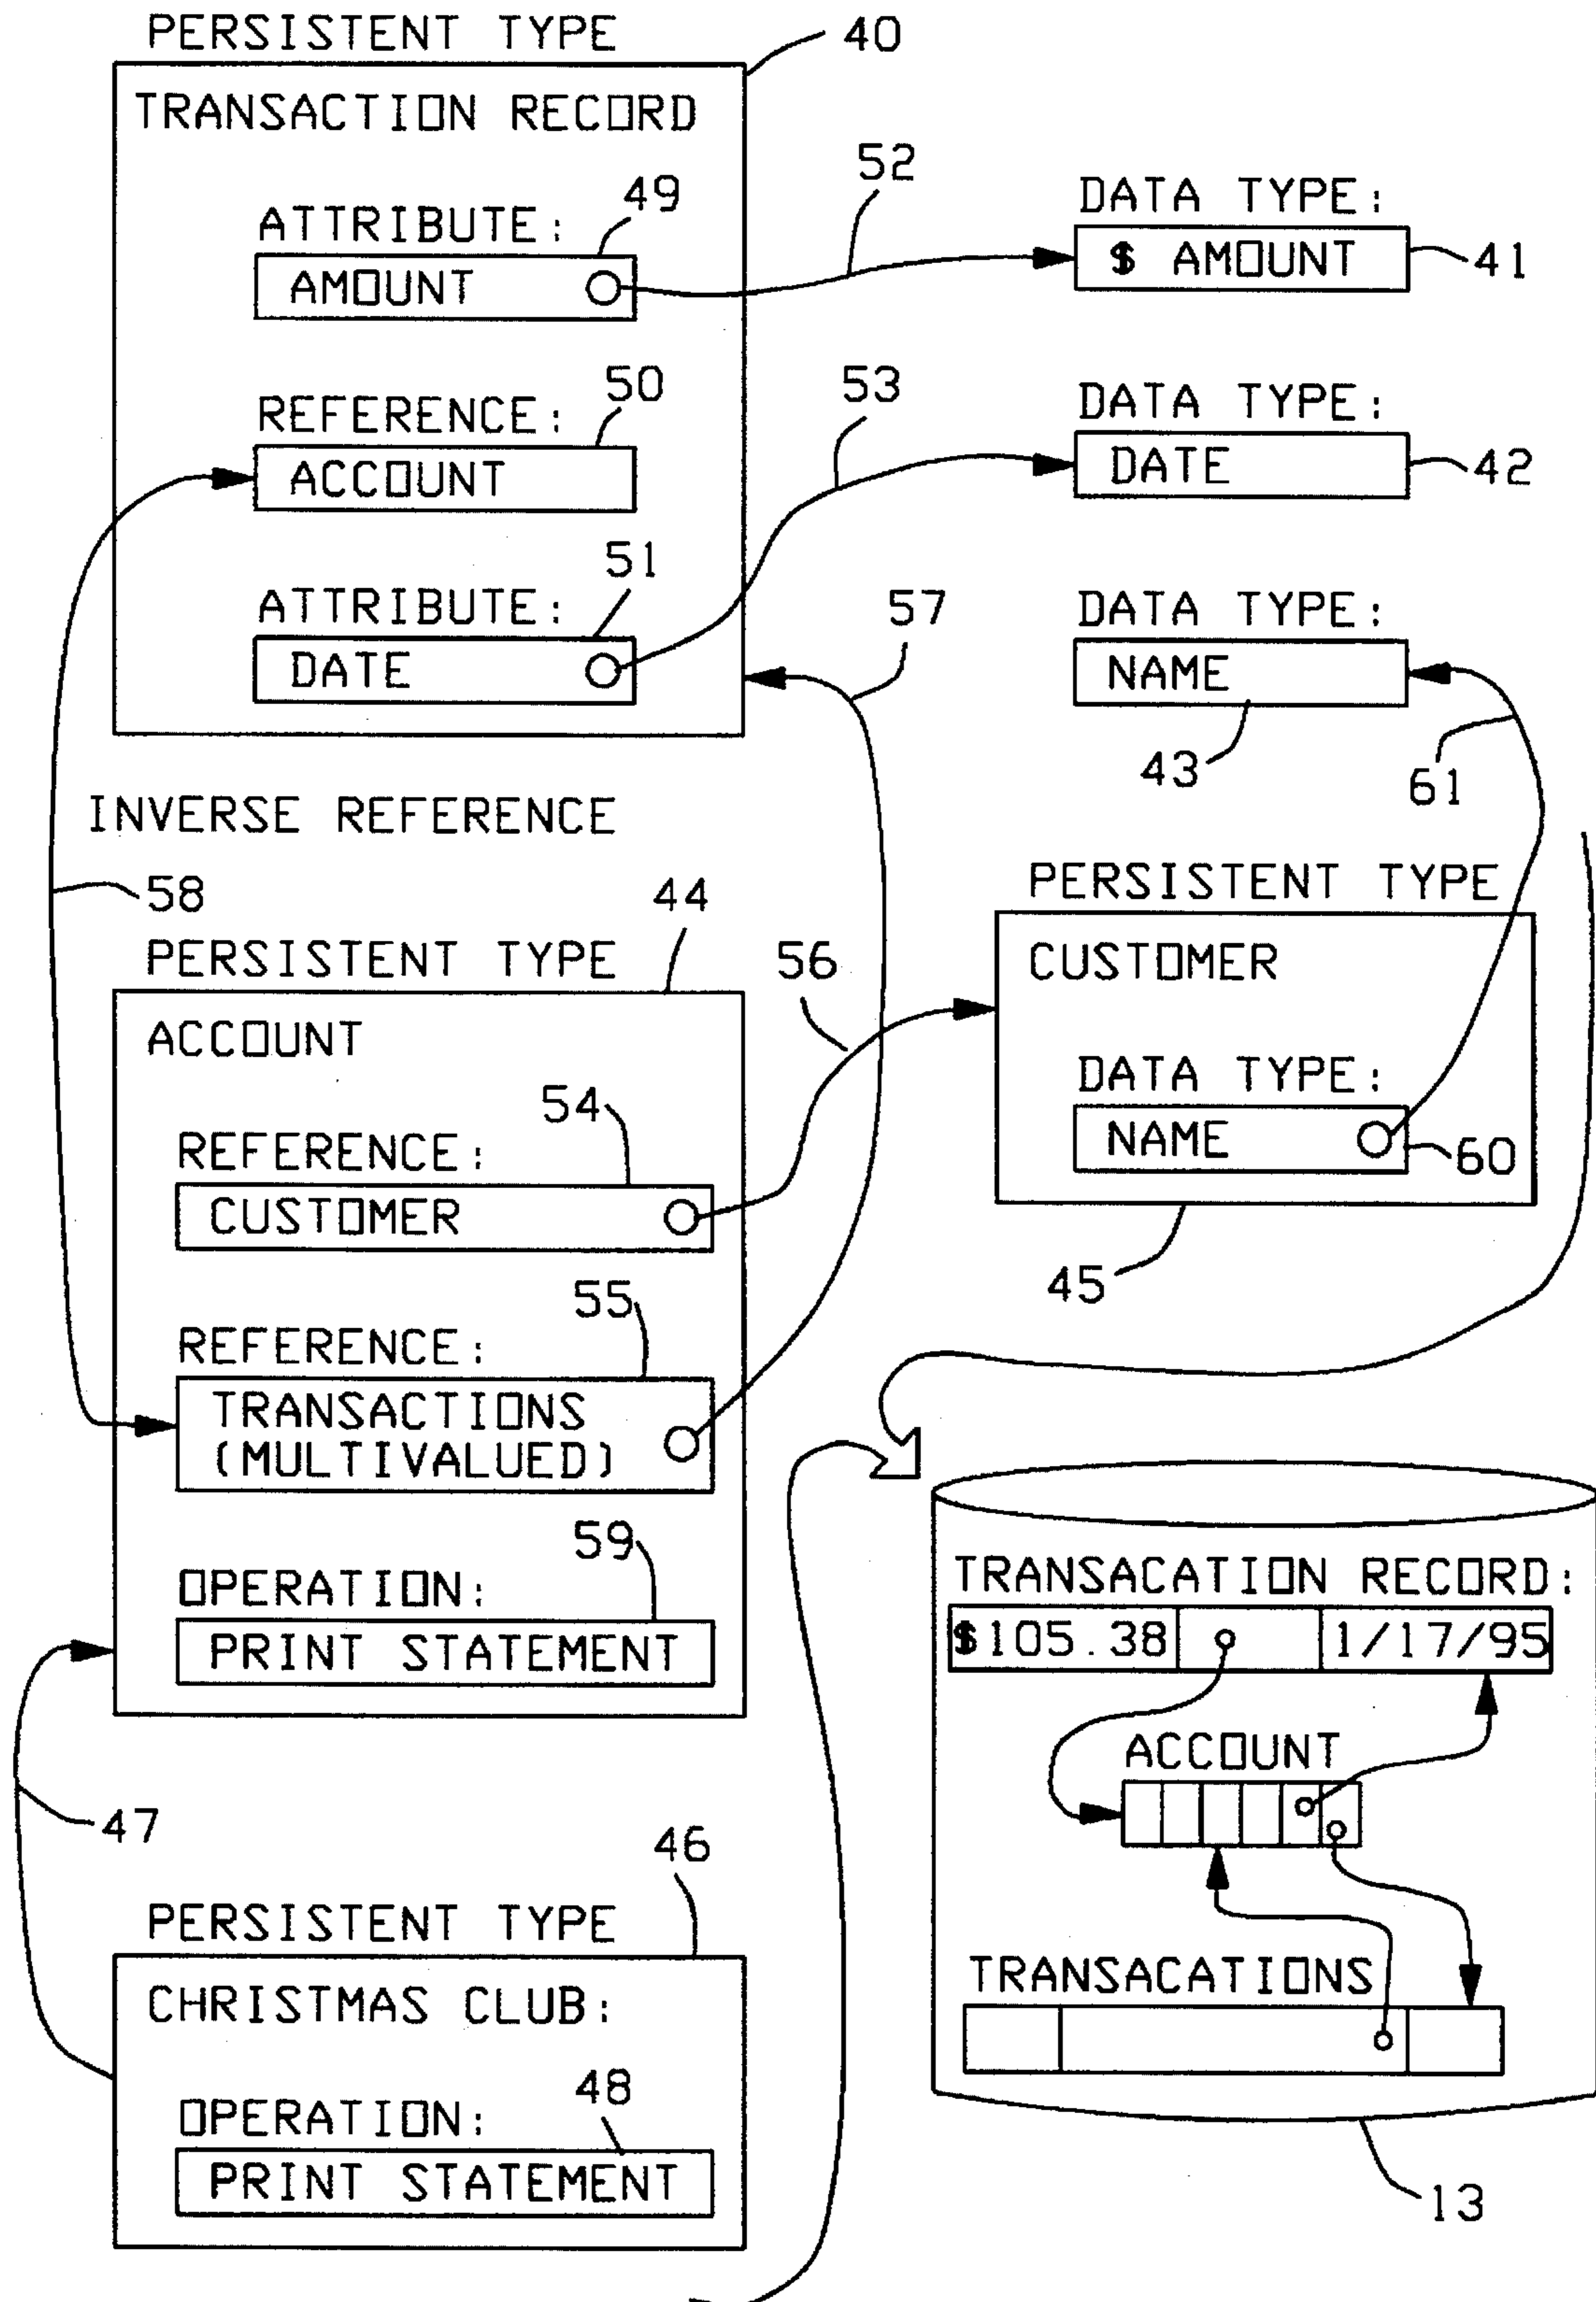 PERSISTENT TYPE
40
TRANSACTION RECORD
ATTRIBUTE:
49
AMOUNT
52
DATA TYPE:
$ AMOUNT
41
REFERENCE:
50
ACCOUNT
53
DATA TYPE:
DATE
42
ATTRIBUTE:
51
DATE
57
DATA TYPE:
NAME
43
61
INVERSE REFERENCE
58
44
PERSISTENT TYPE
ACCOUNT
56
PERSISTENT TYPE
CUSTOMER
DATA TYPE:
NAME
60
45
54
REFERENCE:
CUSTOMER
55
REFERENCE:
TRANSACTIONS
(MULTIVALUED)
59
OPERATION:
PRINT STATEMENT
47
46
PERSISTENT TYPE
CHRISTMAS CLUB:
48
OPERATION:
PRINT STATEMENT
TRANSACATION RECORD:
$105.38
1/17/95
ACCOUNT
TRANSACATIONS
13